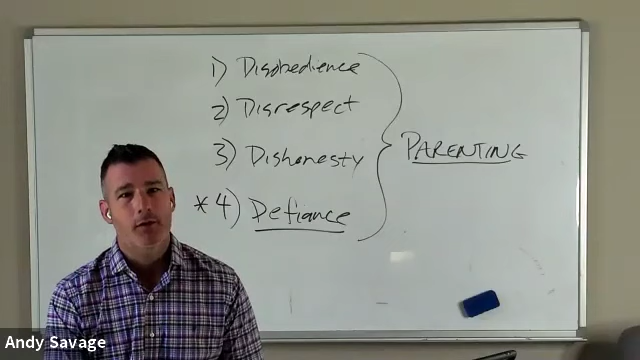 1) Disobedience
2) Disrespect
3) Dishonesty
PARENTING
*4) Defiance
Andy Savage